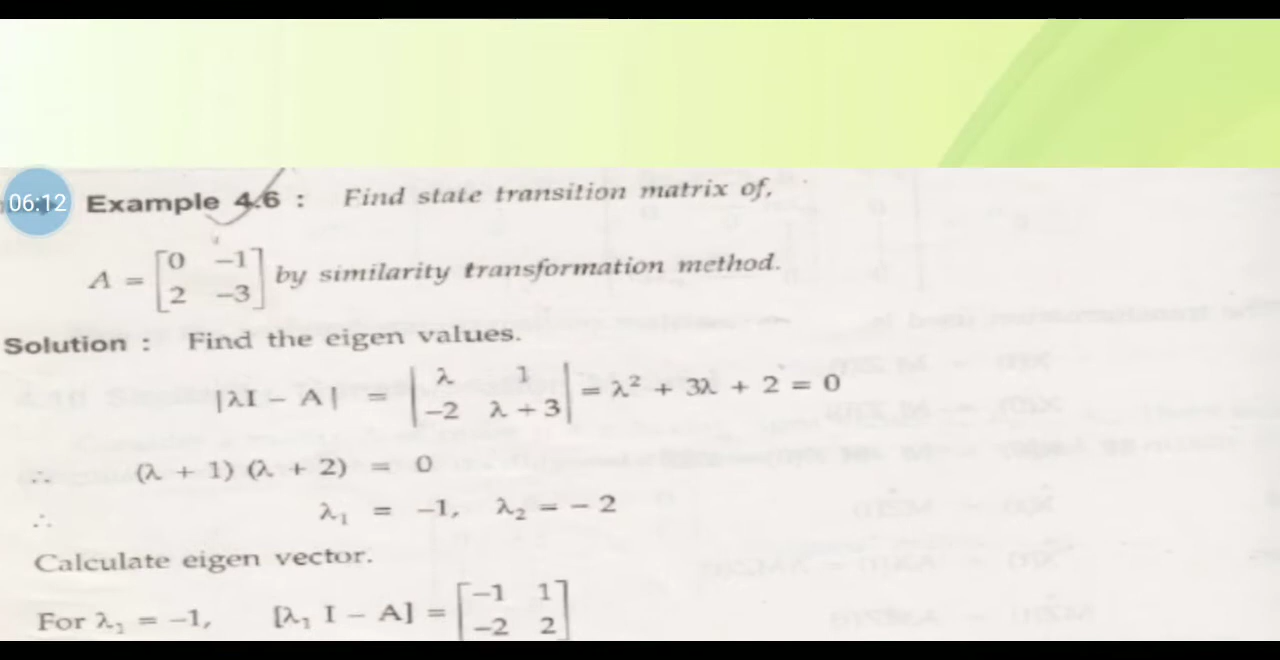 06:12
Example 4.6 : Find state transition matrix of,
A = [0 −1; 2 −3] by similarity transformation method.
Solution : Find the eigen values.
|λI − A| = |λ 1; −2 λ + 3| = λ² + 3λ + 2 = 0
∴ (λ + 1) (λ + 2) = 0
∴ λ₁ = −1, λ₂ = − 2
Calculate eigen vector.
For λ₁ = −1, [λ₁ I − A] = [−1 1; −2 2]